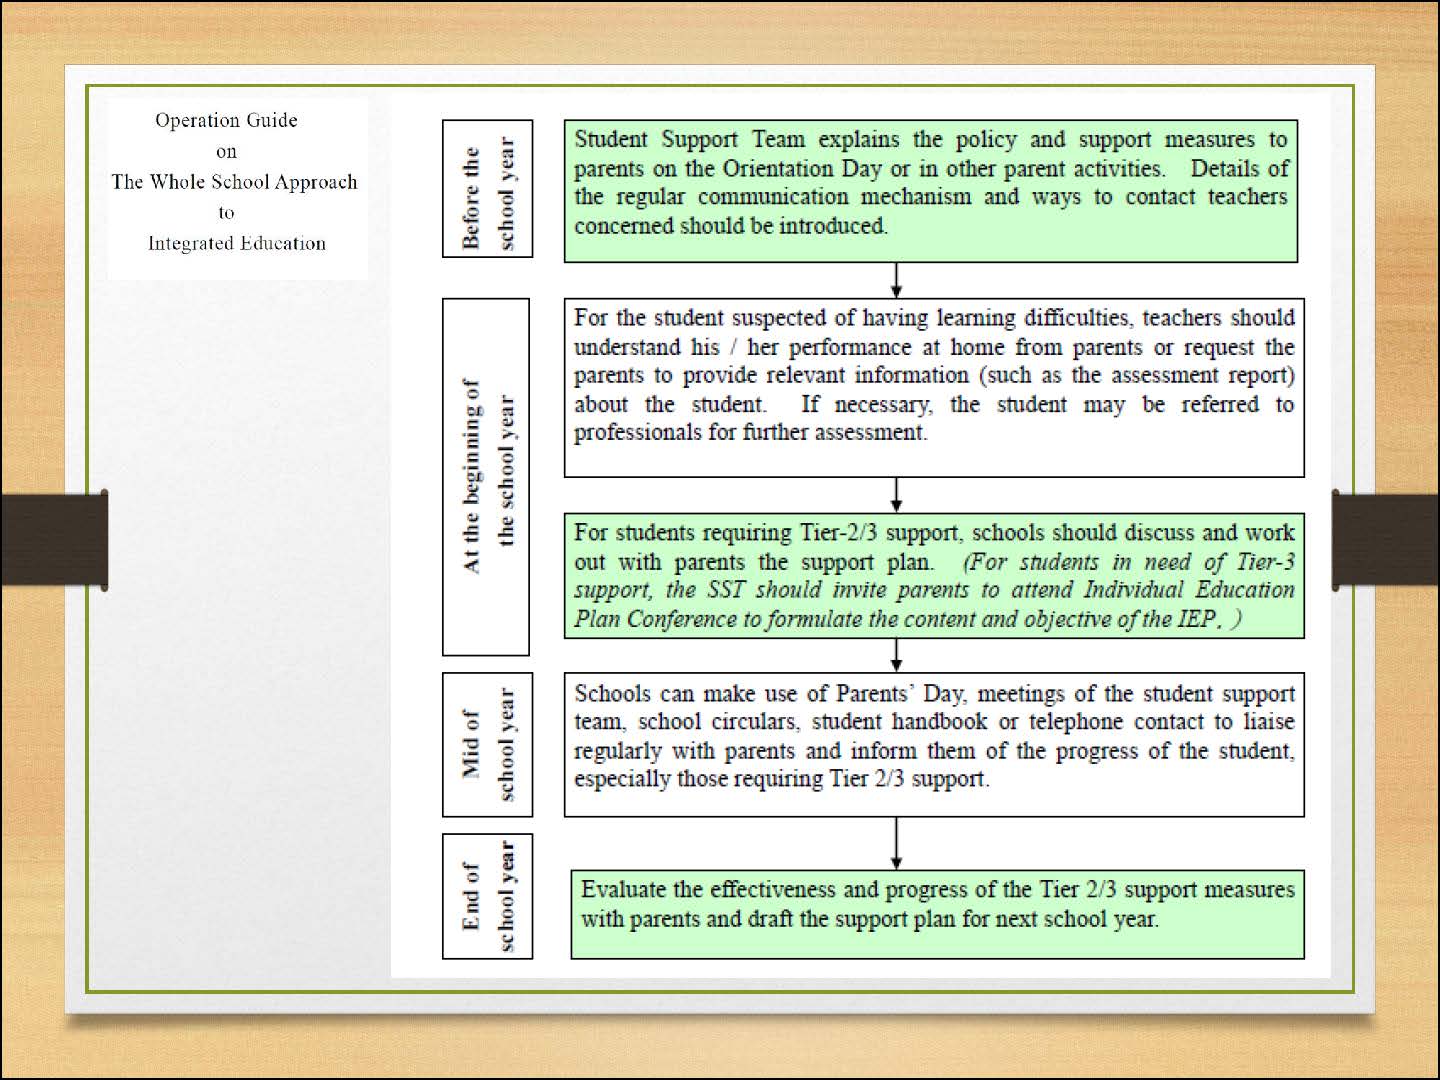 Operation Guide
on
The Whole School Approach
to
Integrated Education
Before the
school year
Student Support Team explains the policy and support measures to
parents on the Orientation Day or in other parent activities. Details of
the regular communication mechanism and ways to contact teachers
concerned should be introduced.
At the beginning of
the school year
For the student suspected of having learning difficulties, teachers should
understand his / her performance at home from parents or request the
parents to provide relevant information (such as the assessment report)
about the student. If necessary, the student may be referred to
professionals for further assessment.
For students requiring Tier-2/3 support, schools should discuss and work
out with parents the support plan. (For students in need of Tier-3
support, the SST should invite parents to attend Individual Education
Plan Conference to formulate the content and objective of the IEP. )
Mid of
school year
Schools can make use of Parents' Day, meetings of the student support
team, school circulars, student handbook or telephone contact to liaise
regularly with parents and inform them of the progress of the student,
especially those requiring Tier 2/3 support.
End of
school year
Evaluate the effectiveness and progress of the Tier 2/3 support measures
with parents and draft the support plan for next school year.